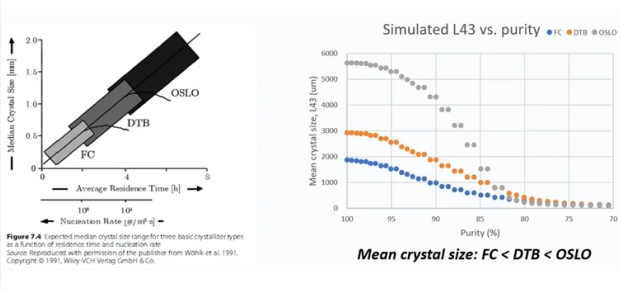 Median Crystal Size [mm]
2.0
1.5
1.0
0.5
0
OSLO
DTB
FC
0 4 8
Average Residence Time [h]
Nucleation Rate [#/m³ s]
Figure 7.4 Expected median crystal size range for three basic crystallizer types
as a function of residence time and nucleation rate
Source: Reproduced with permission of the publisher from Wöhlk et al. 1991.
Copyright © 1991, Wiley-VCH Verlag GmbH & Co.
Simulated L43 vs. purity
FC DTB OSLO
Mean crystal size, L43 (um)
6000
5000
4000
3000
2000
1000
0
100 95 90 85 80 75 70
Purity (%)
Mean crystal size: FC < DTB < OSLO